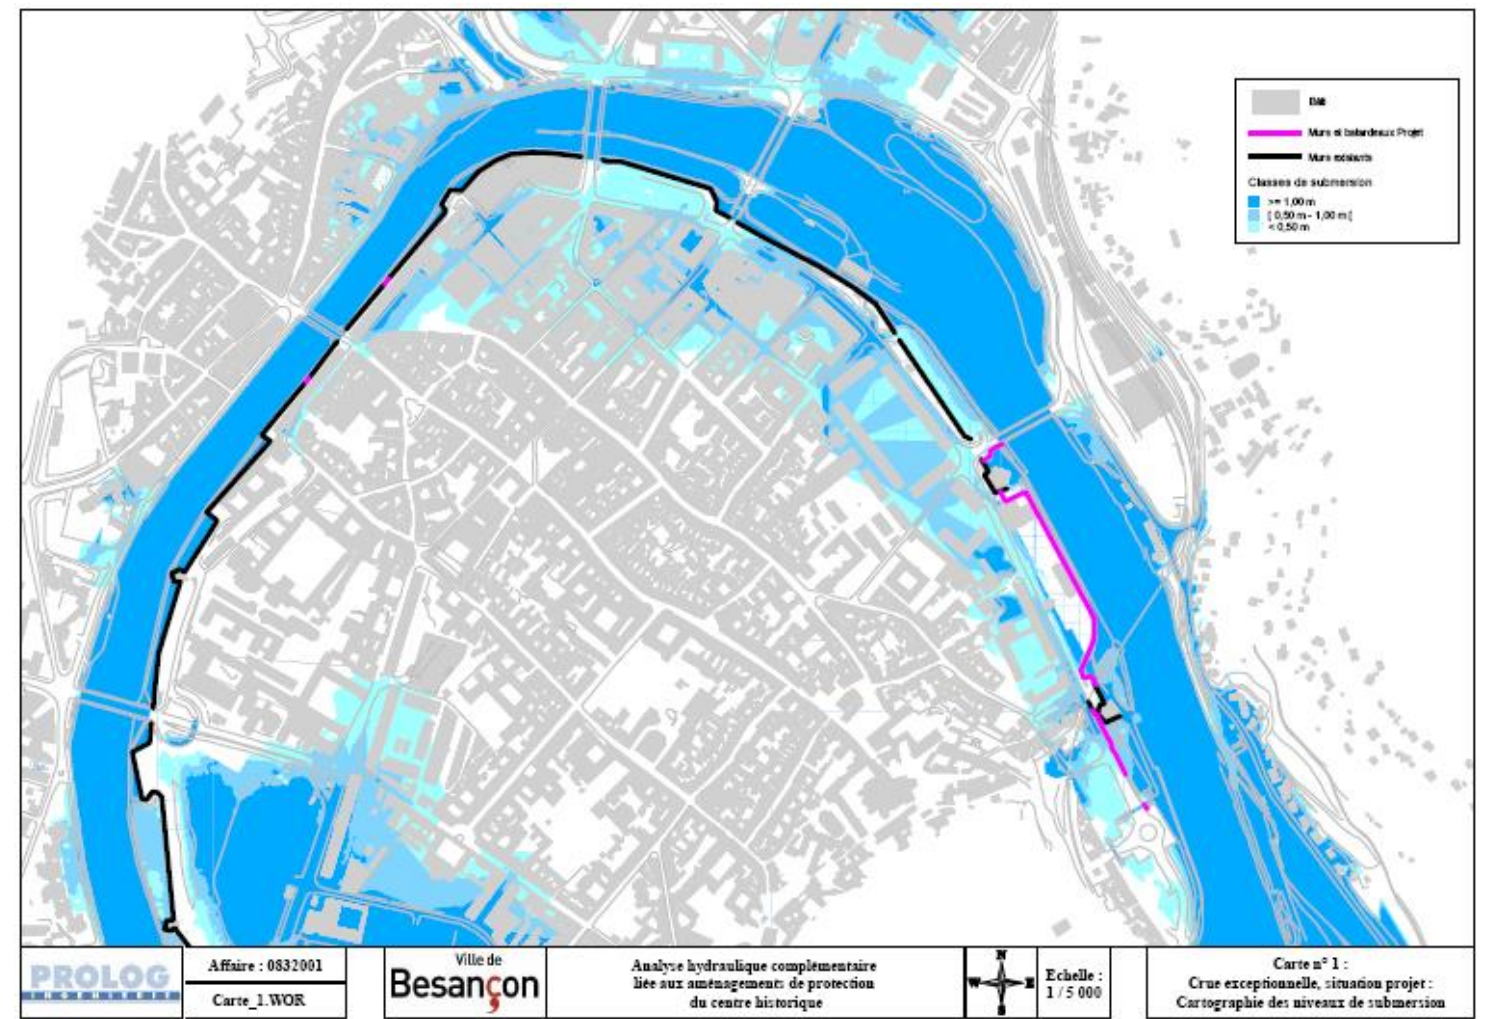 Bâti
Murs et batardeaux Projet
Murs existants
Classes de submersion
>= 1,00 m
[ 0,50 m - 1,00 m [
< 0,50 m
PROLOG
INGENIERIE
Affaire : 0832001
Carte_1.WOR
Ville de
Besançon
Analyse hydraulique complémentaire
liée aux aménagements de protection
du centre historique
N
W E
S
Echelle :
1 / 5 000
Carte n° 1 :
Crue exceptionnelle, situation projet :
Cartographie des niveaux de submersion